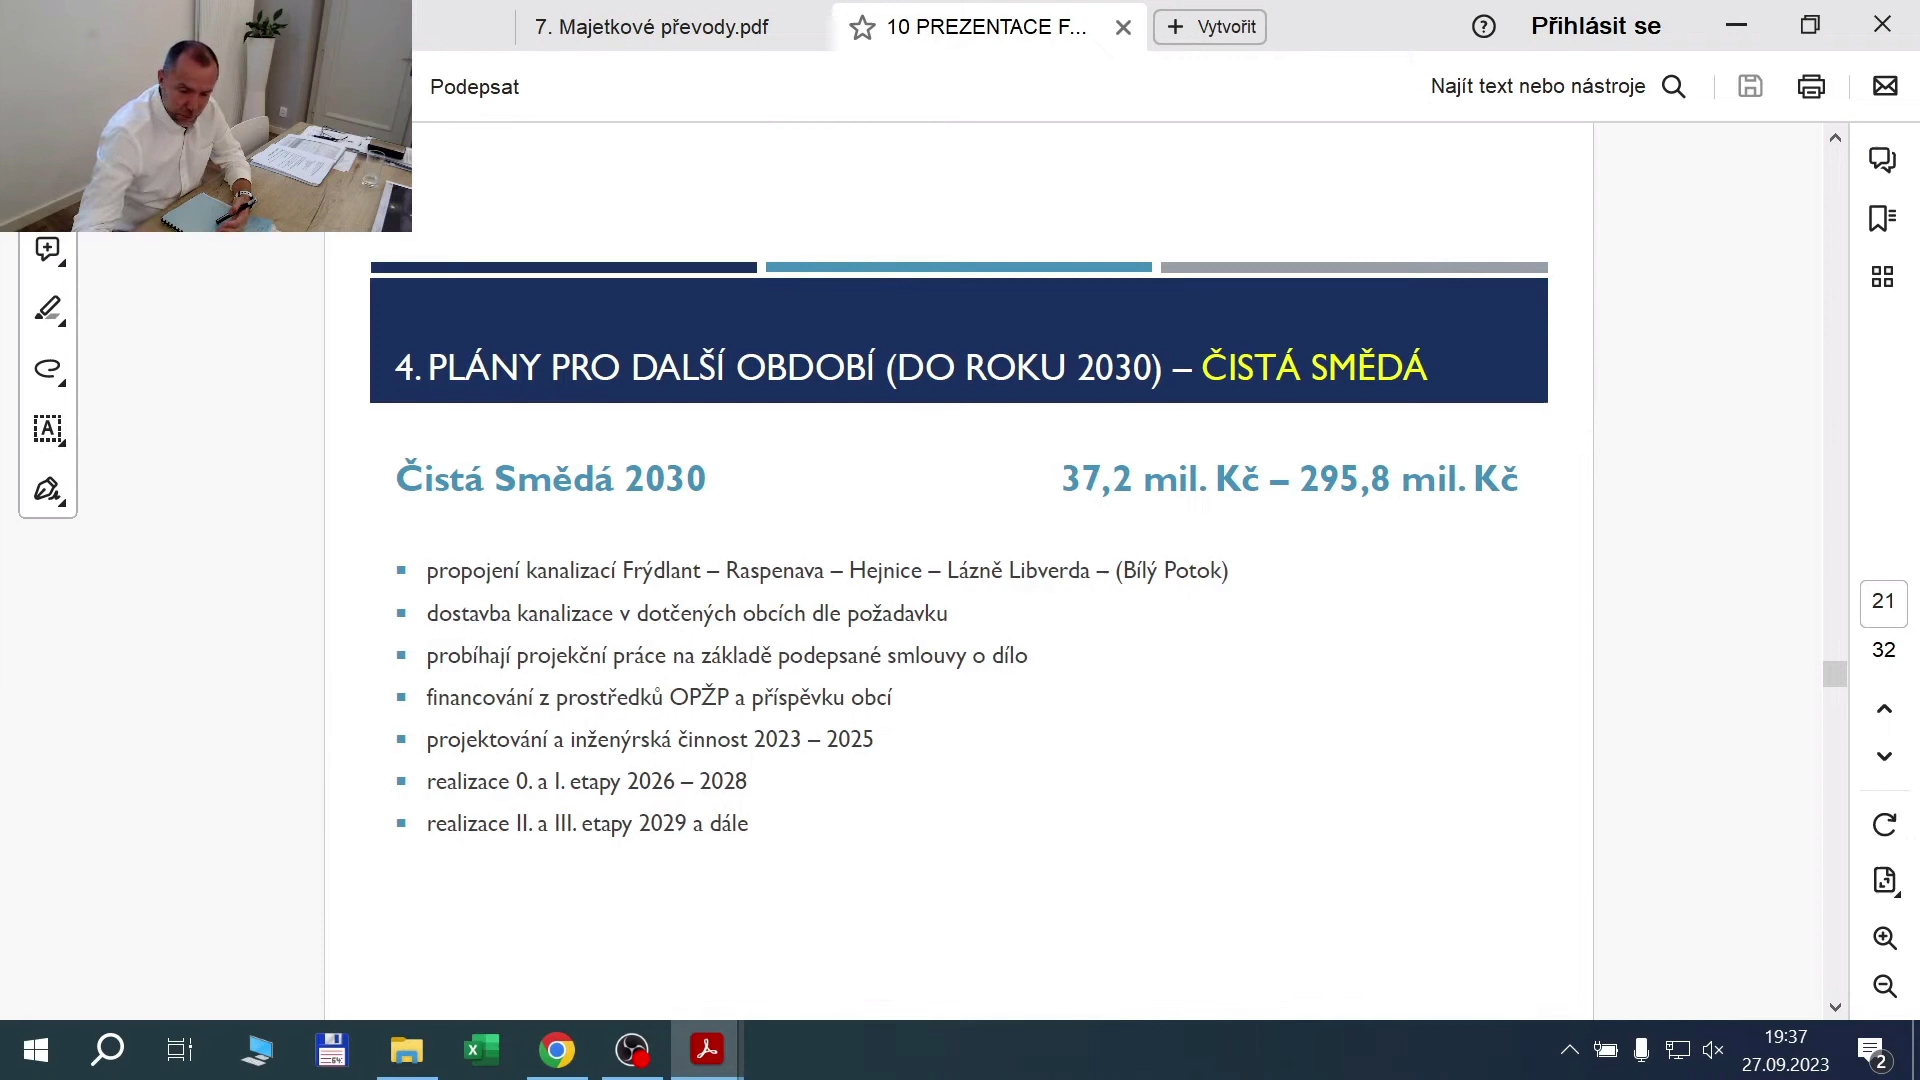 7. Majetkové převody.pdf
10 PREZENTACE F...
Vytvořit
Přihlásit se
Podepsat
Najít text nebo nástroje
4. PLÁNY PRO DALŠÍ OBDOBÍ (DO ROKU 2030) – ČISTÁ SMĚDÁ
Čistá Smědá 2030
37,2 mil. Kč – 295,8 mil. Kč
propojení kanalizací Frýdlant – Raspenava – Hejnice – Lázně Libverda – (Bílý Potok)
dostavba kanalizace v dotčených obcích dle požadavku
probíhají projekční práce na základě podepsané smlouvy o dílo
financování z prostředků OPŽP a příspěvku obcí
projektování a inženýrská činnost 2023 – 2025
realizace 0. a I. etapy 2026 – 2028
realizace II. a III. etapy 2029 a dále
21
32
19:37
27.09.2023
2